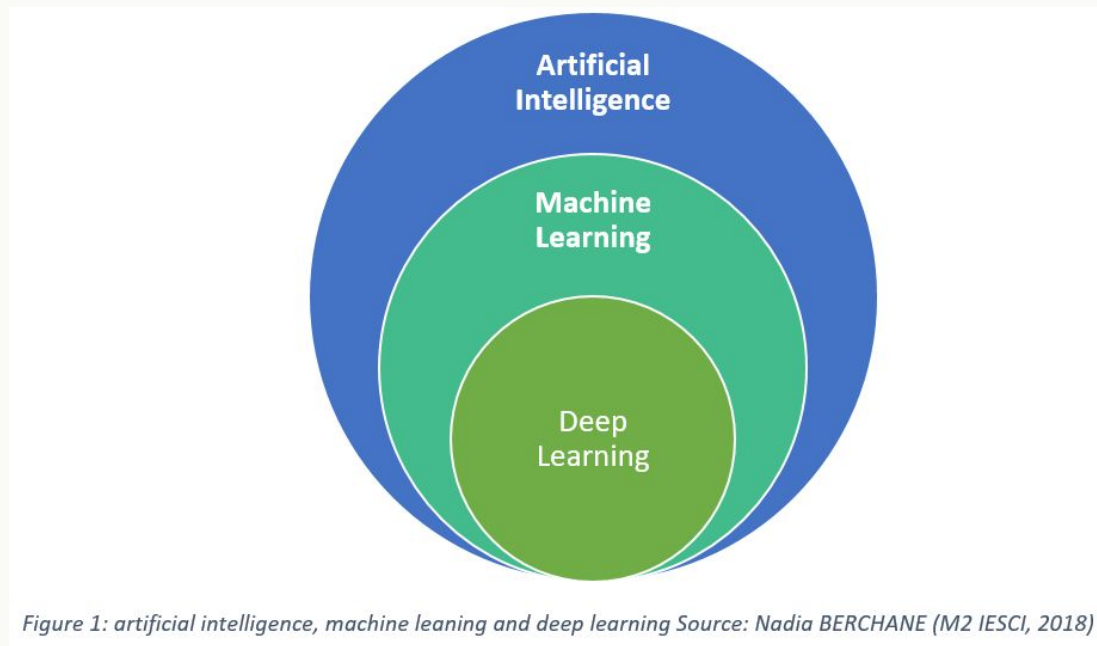 Artificial
Intelligence
Machine
Learning
Deep
Learning
Figure 1: artificial intelligence, machine leaning and deep learning Source: Nadia BERCHANE (M2 IESCI, 2018)